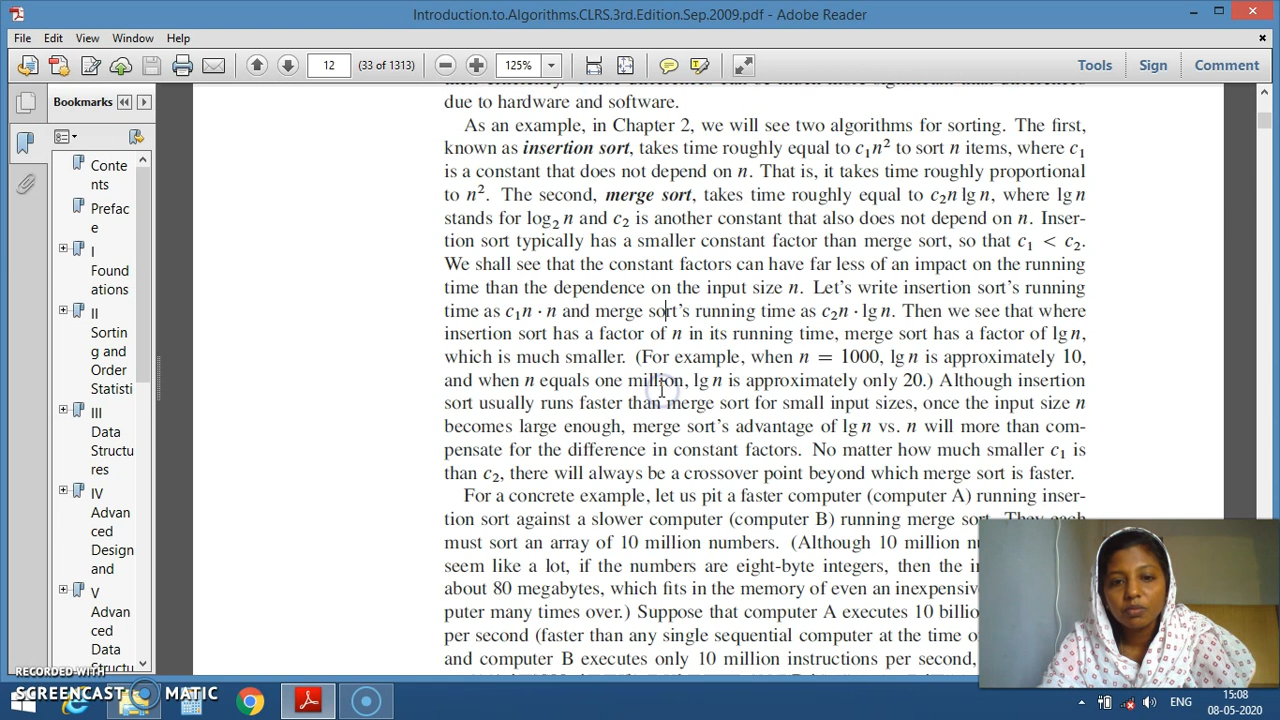 Introduction.to.Algorithms.CLRS.3rd.Edition.Sep.2009.pdf - Adobe Reader
File Edit View Window Help
12 (33 of 1313) 125% Tools Sign Comment
Bookmarks
Conte
nts
Prefac
e
I
Found
ations
II
Sortin
g and
Order
Statisti
III
Data
Structu
res
IV
Advanc
ed
Design
and
V
Advanc
ed
Data
Structu
due to hardware and software.
As an example, in Chapter 2, we will see two algorithms for sorting. The first,
known as insertion sort, takes time roughly equal to c₁n² to sort n items, where c₁
is a constant that does not depend on n. That is, it takes time roughly proportional
to n². The second, merge sort, takes time roughly equal to c₂n lg n, where lg n
stands for log₂ n and c₂ is another constant that also does not depend on n. Inser-
tion sort typically has a smaller constant factor than merge sort, so that c₁ < c₂.
We shall see that the constant factors can have far less of an impact on the running
time than the dependence on the input size n. Let's write insertion sort's running
time as c₁n · n and merge sort's running time as c₂n · lg n. Then we see that where
insertion sort has a factor of n in its running time, merge sort has a factor of lg n,
which is much smaller. (For example, when n = 1000, lg n is approximately 10,
and when n equals one million, lg n is approximately only 20.) Although insertion
sort usually runs faster than merge sort for small input sizes, once the input size n
becomes large enough, merge sort's advantage of lg n vs. n will more than com-
pensate for the difference in constant factors. No matter how much smaller c₁ is
than c₂, there will always be a crossover point beyond which merge sort is faster.
For a concrete example, let us pit a faster computer (computer A) running inser-
tion sort against a slower computer (computer B) running merge sort. They each
must sort an array of 10 million numbers. (Although 10 million
seem like a lot, if the numbers are eight-byte integers, then the
about 80 megabytes, which fits in the memory of even an inexpensive
puter many times over.) Suppose that computer A executes 10
per second (faster than any single sequential computer at the time
and computer B executes only 10 million instructions per second,
RECORDED WITH
SCREENCAST MATIC
ENG
15:08
08-05-2020